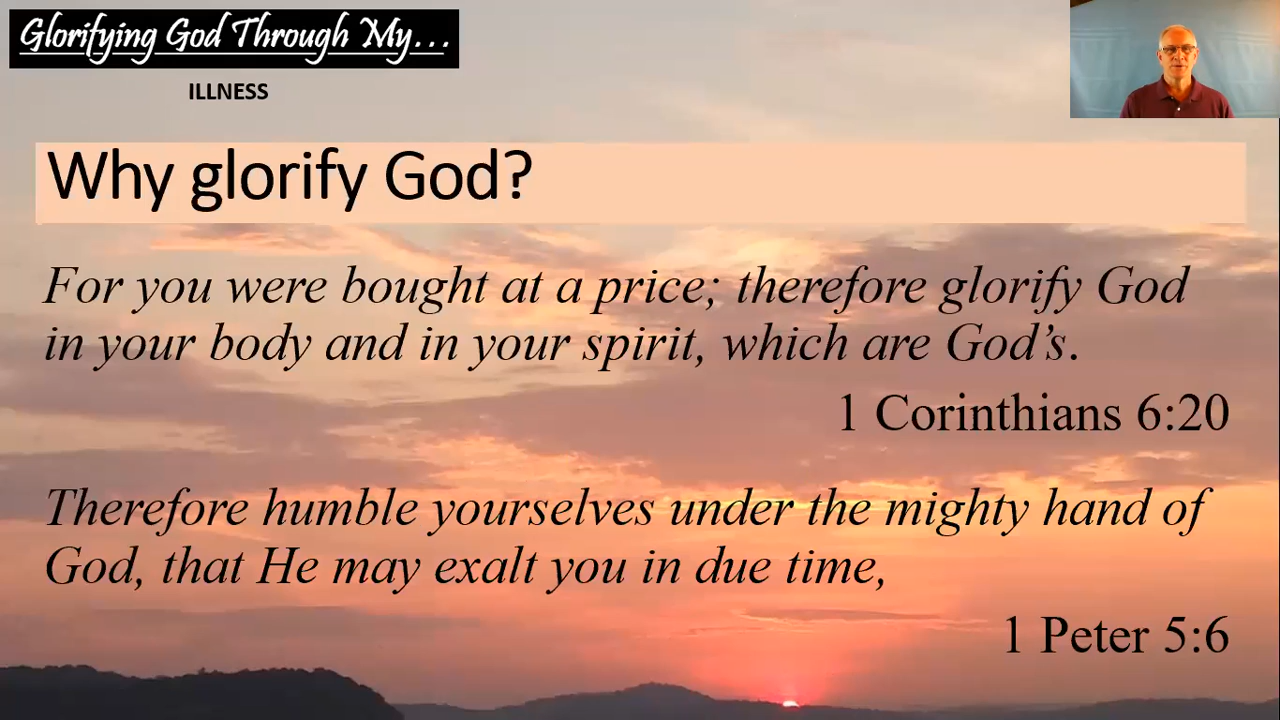 Glorifying God Through My...
ILLNESS
Why glorify God?
For you were bought at a price; therefore glorify God
in your body and in your spirit, which are God’s.
1 Corinthians 6:20
Therefore humble yourselves under the mighty hand of
God, that He may exalt you in due time,
1 Peter 5:6